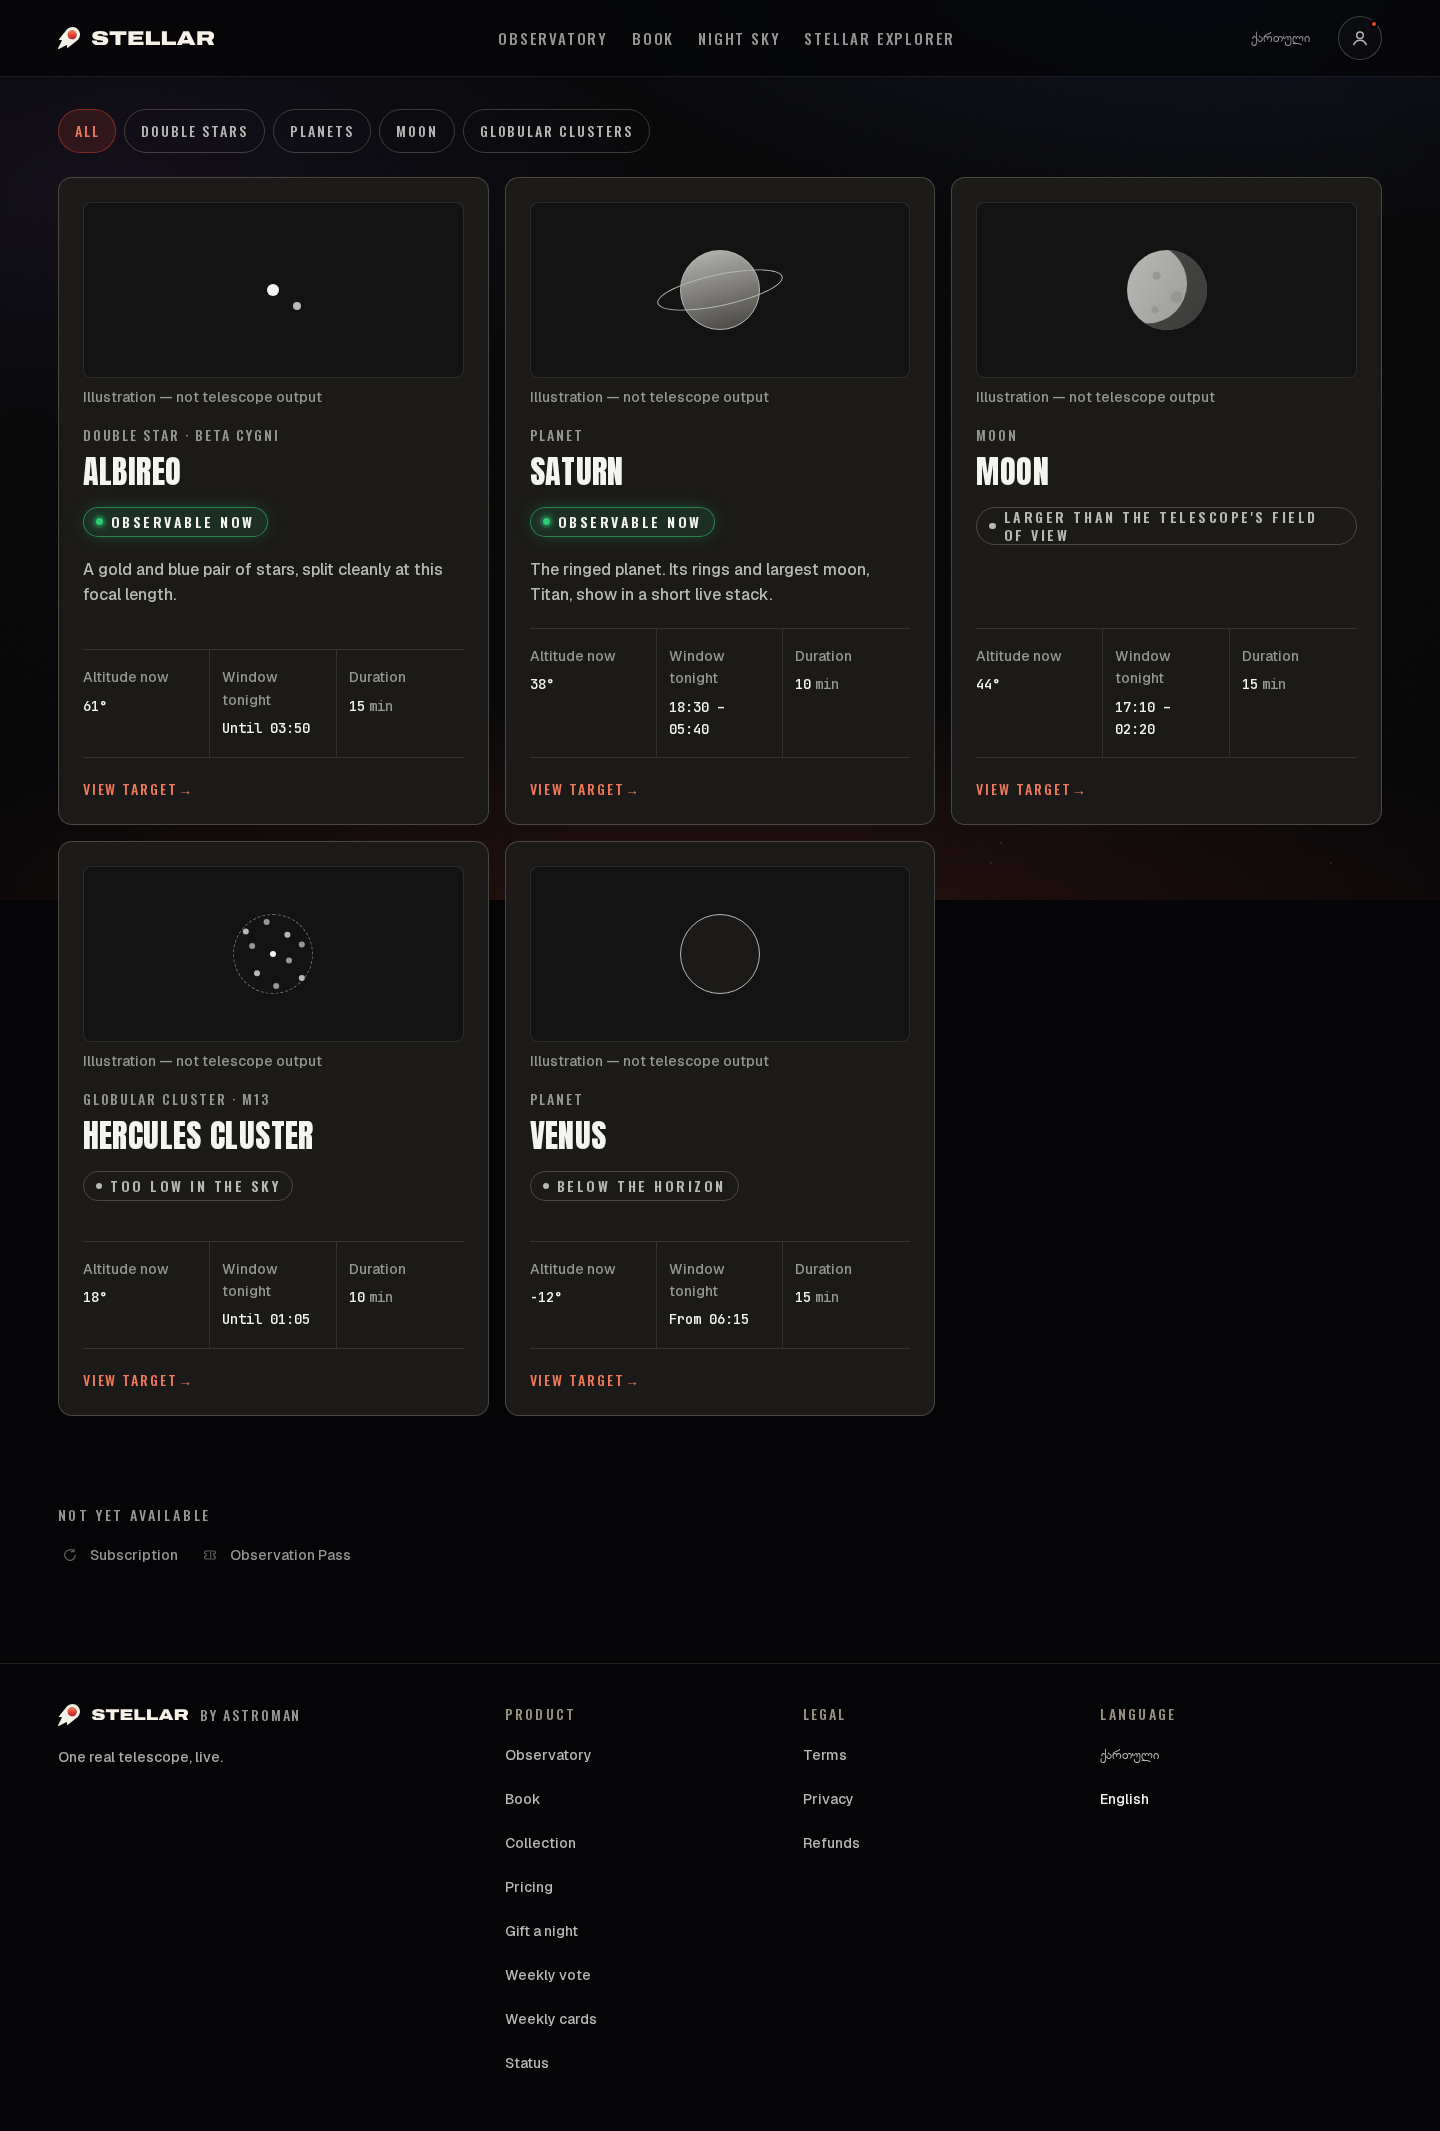 STELLAR
OBSERVATORY BOOK NIGHT SKY STELLAR EXPLORER
ქართული
ALL DOUBLE STARS PLANETS MOON GLOBULAR CLUSTERS
Illustration — not telescope output
DOUBLE STAR · BETA CYGNI
ALBIREO
OBSERVABLE NOW
A gold and blue pair of stars, split cleanly at this
focal length.
Altitude now
61°
Window
tonight
Until 03:50
Duration
15 min
VIEW TARGET→
Illustration — not telescope output
PLANET
SATURN
OBSERVABLE NOW
The ringed planet. Its rings and largest moon,
Titan, show in a short live stack.
Altitude now
38°
Window
tonight
18:30 –
05:40
Duration
10 min
VIEW TARGET→
Illustration — not telescope output
MOON
MOON
LARGER THAN THE TELESCOPE'S FIELD
OF VIEW
Altitude now
44°
Window
tonight
17:10 –
02:20
Duration
15 min
VIEW TARGET→
Illustration — not telescope output
GLOBULAR CLUSTER · M13
HERCULES CLUSTER
TOO LOW IN THE SKY
Altitude now
18°
Window
tonight
Until 01:05
Duration
10 min
VIEW TARGET→
Illustration — not telescope output
PLANET
VENUS
BELOW THE HORIZON
Altitude now
-12°
Window
tonight
From 06:15
Duration
15 min
VIEW TARGET→
NOT YET AVAILABLE
Subscription Observation Pass
STELLAR BY ASTROMAN
One real telescope, live.
PRODUCT
Observatory
Book
Collection
Pricing
Gift a night
Weekly vote
Weekly cards
Status
LEGAL
Terms
Privacy
Refunds
LANGUAGE
ქართული
English